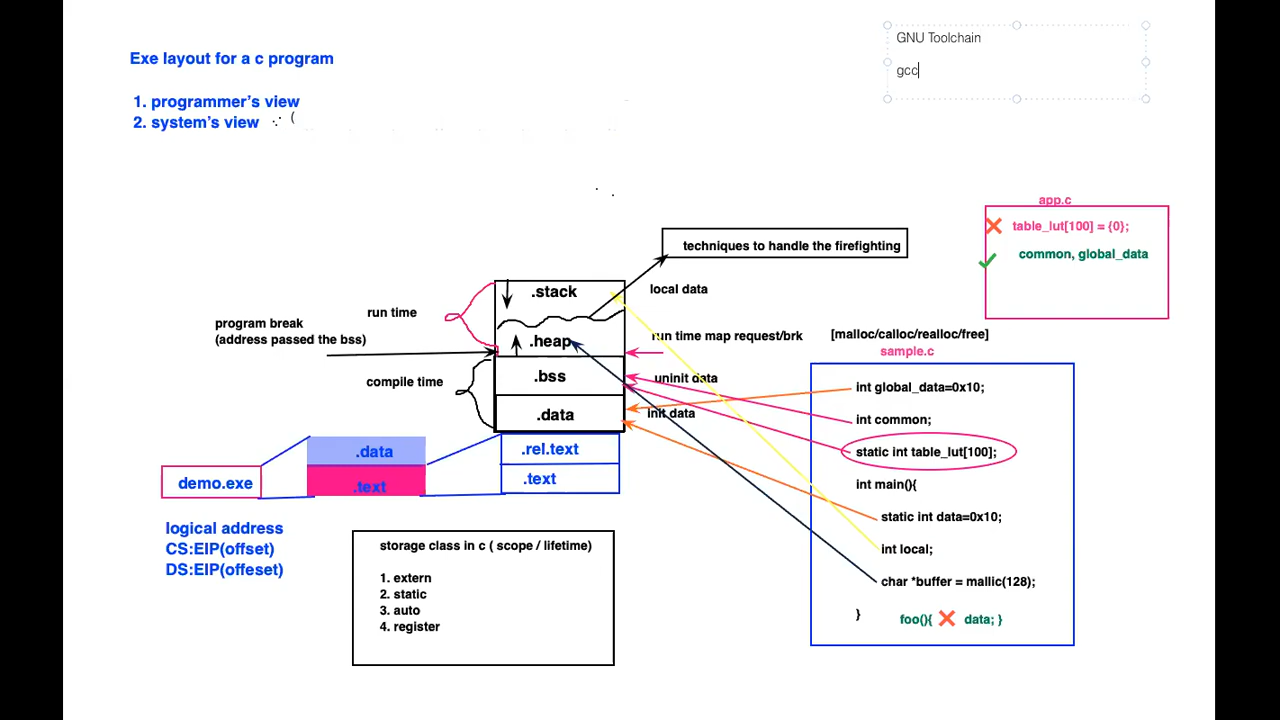 GNU Toolchain
gcc
Exe layout for a c program
1. programmer's view
2. system's view
(
app.c
table_lut[100] = {0};
common, global_data
techniques to handle the firefighting
.stack
local data
run time
program break
(address passed the bss)
.heap
run time map request/brk
[malloc/calloc/realloc/free]
sample.c
compile time
.bss
uninit data
int global_data=0x10;
.data
init data
int common;
.data
.rel.text
static int table_lut[100];
demo.exe
.text
.text
int main(){
static int data=0x10;
logical address
CS:EIP(offset)
DS:EIP(offeset)
storage class in c ( scope / lifetime)
1. extern
2. static
3. auto
4. register
int local;
char *buffer = mallic(128);
}
foo(){ data; }